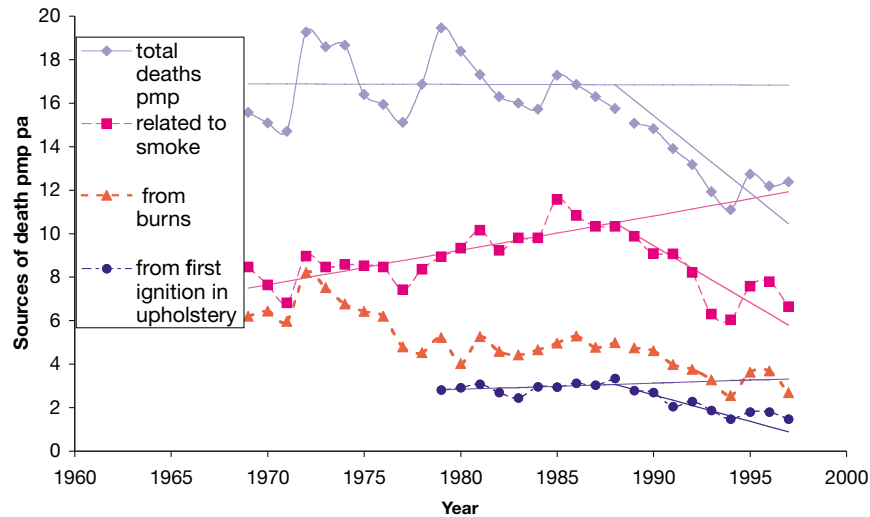 20
18
16
14
12
10
8
6
4
2
0
Sources of death pmp pa
total
deaths
pmp
related to
smoke
from
burns
from first
ignition in
upholstery
1960
1965
1970
1975
1980
1985
1990
1995
2000
Year